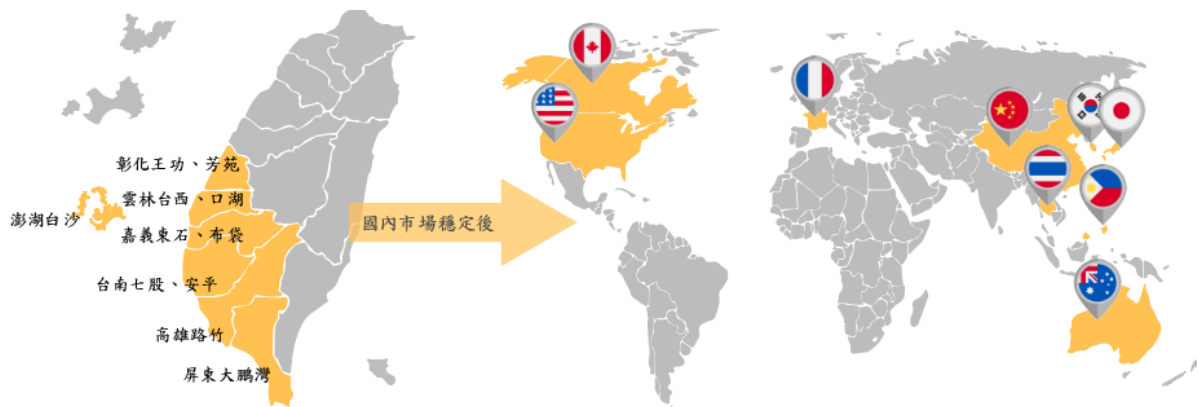 彰化王功、芳苑
雲林台西、口湖
澎湖白沙
嘉義東石、布袋
國內市場穩定後
台南七股、安平
高雄路竹
屏東大鵬灣